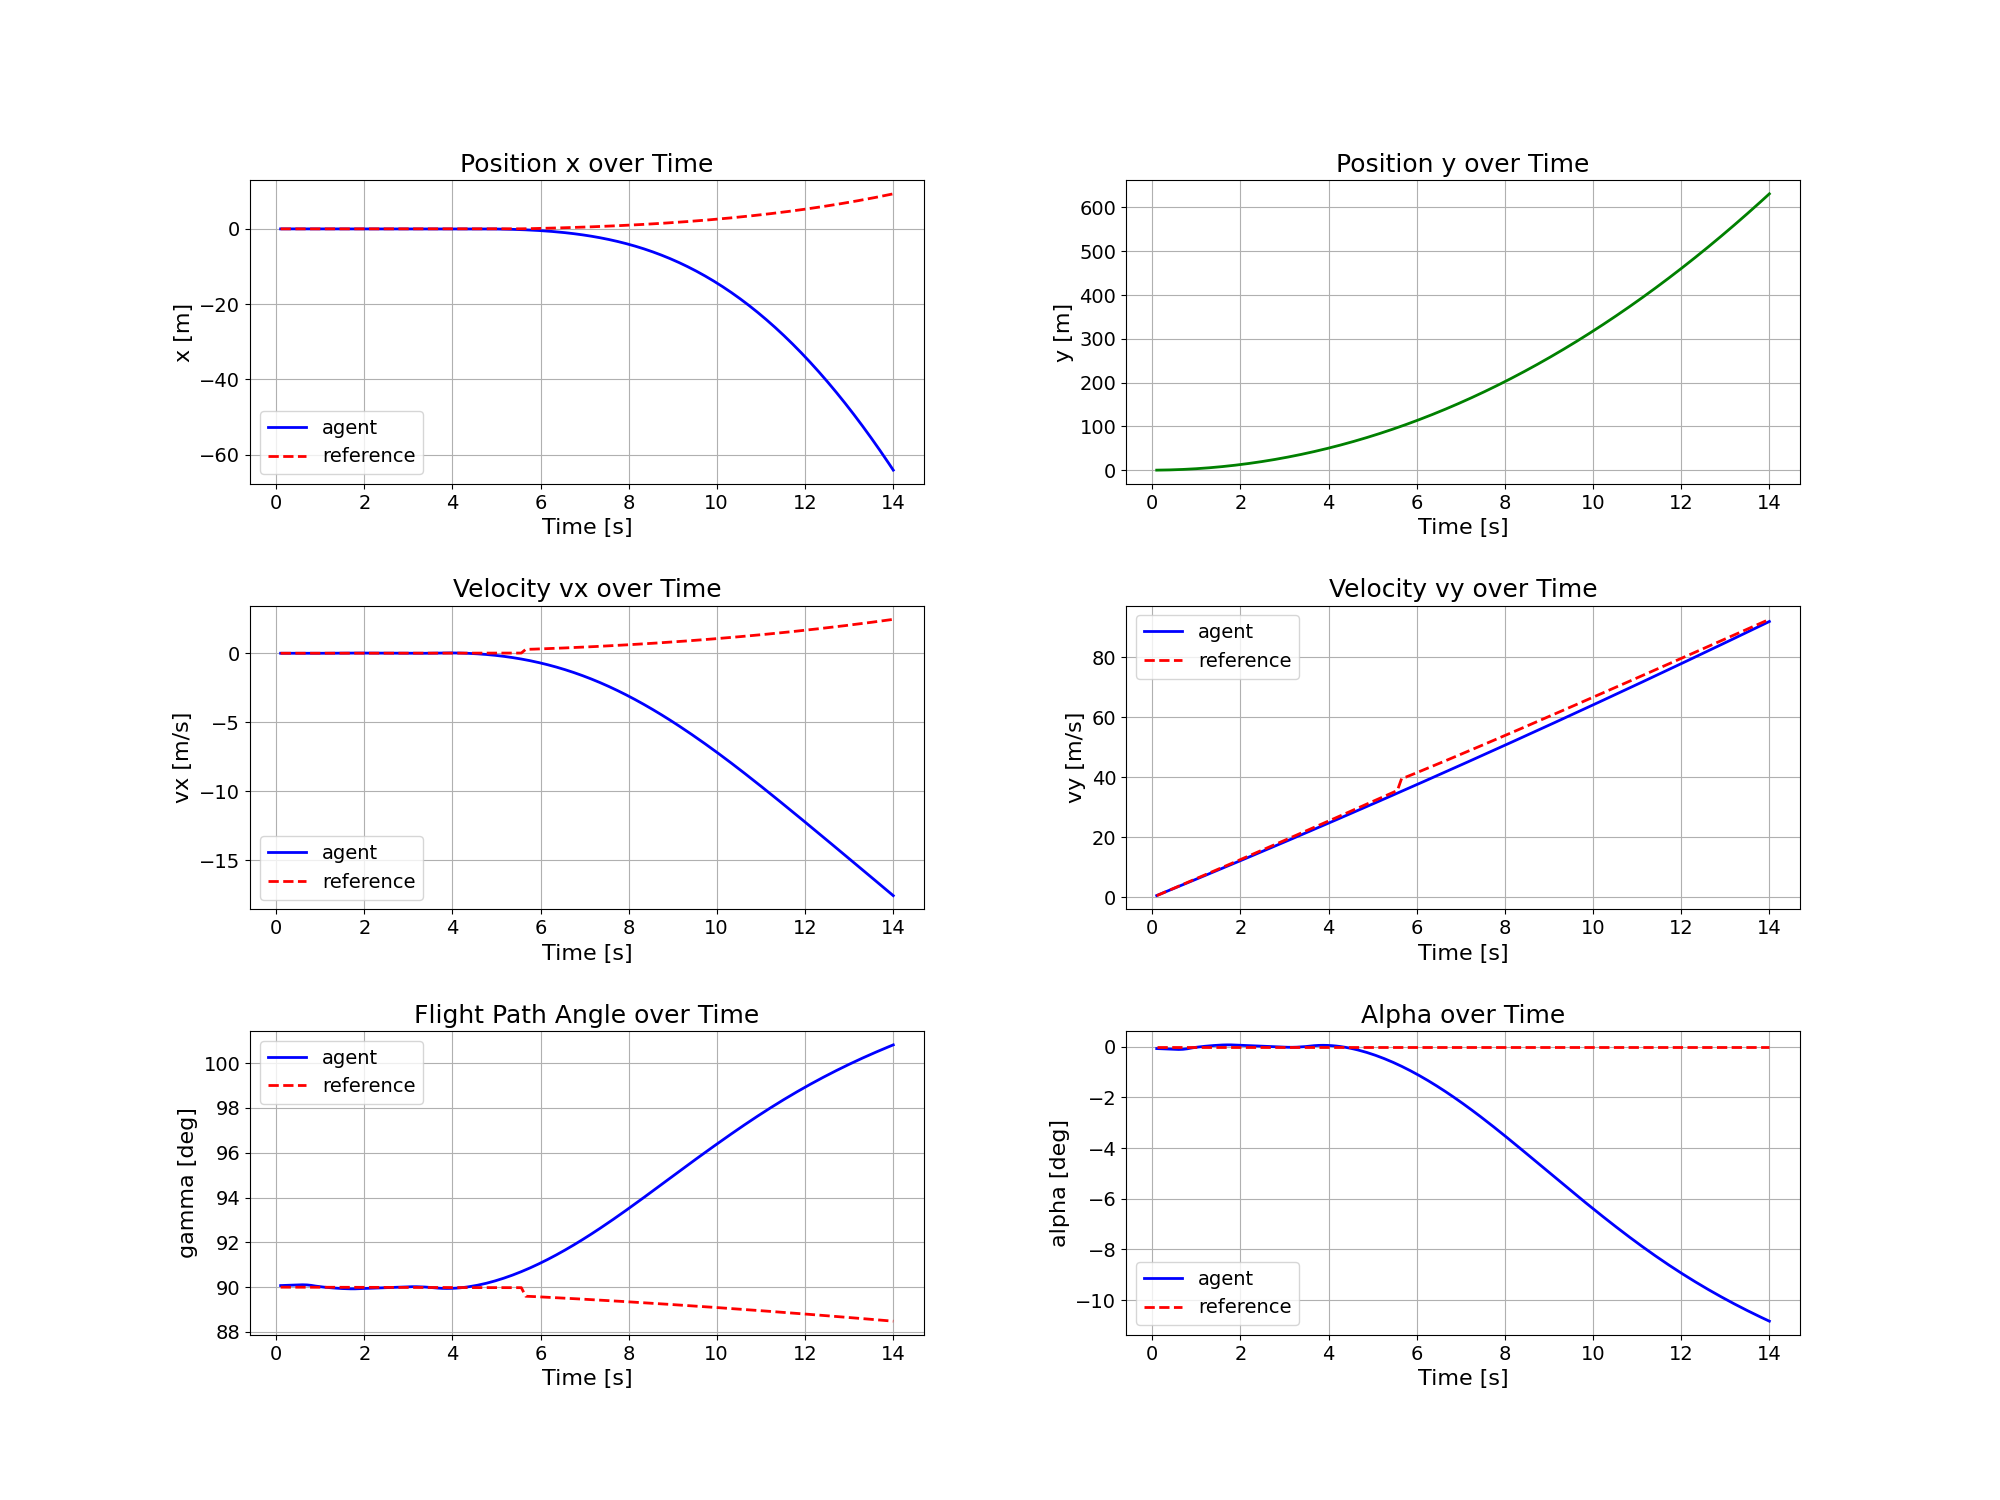 Position x over Time
x [m]
0
−20
−40
−60
agent
reference
0 2 4 6 8 10 12 14
Time [s]
Position y over Time
y [m]
600
500
400
300
200
100
0
0 2 4 6 8 10 12 14
Time [s]
Velocity vx over Time
vx [m/s]
0
−5
−10
−15
agent
reference
0 2 4 6 8 10 12 14
Time [s]
Velocity vy over Time
vy [m/s]
agent
reference
80
60
40
20
0
0 2 4 6 8 10 12 14
Time [s]
Flight Path Angle over Time
gamma [deg]
agent
reference
100
98
96
94
92
90
88
0 2 4 6 8 10 12 14
Time [s]
Alpha over Time
alpha [deg]
0
−2
−4
−6
−8
−10
agent
reference
0 2 4 6 8 10 12 14
Time [s]